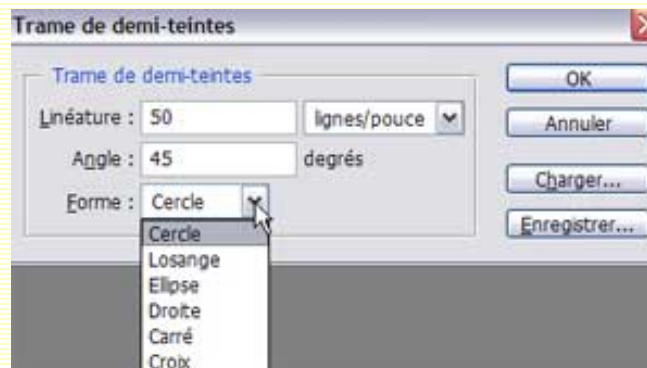 Trame de demi-teintes
Trame de demi-teintes
Linéature : 50 lignes/pouce
Angle : 45 degrés
Forme : Cercle
Cercle
Losange
Ellipse
Droite
Carré
Croix
OK
Annuler
Charger...
Enregistrer...